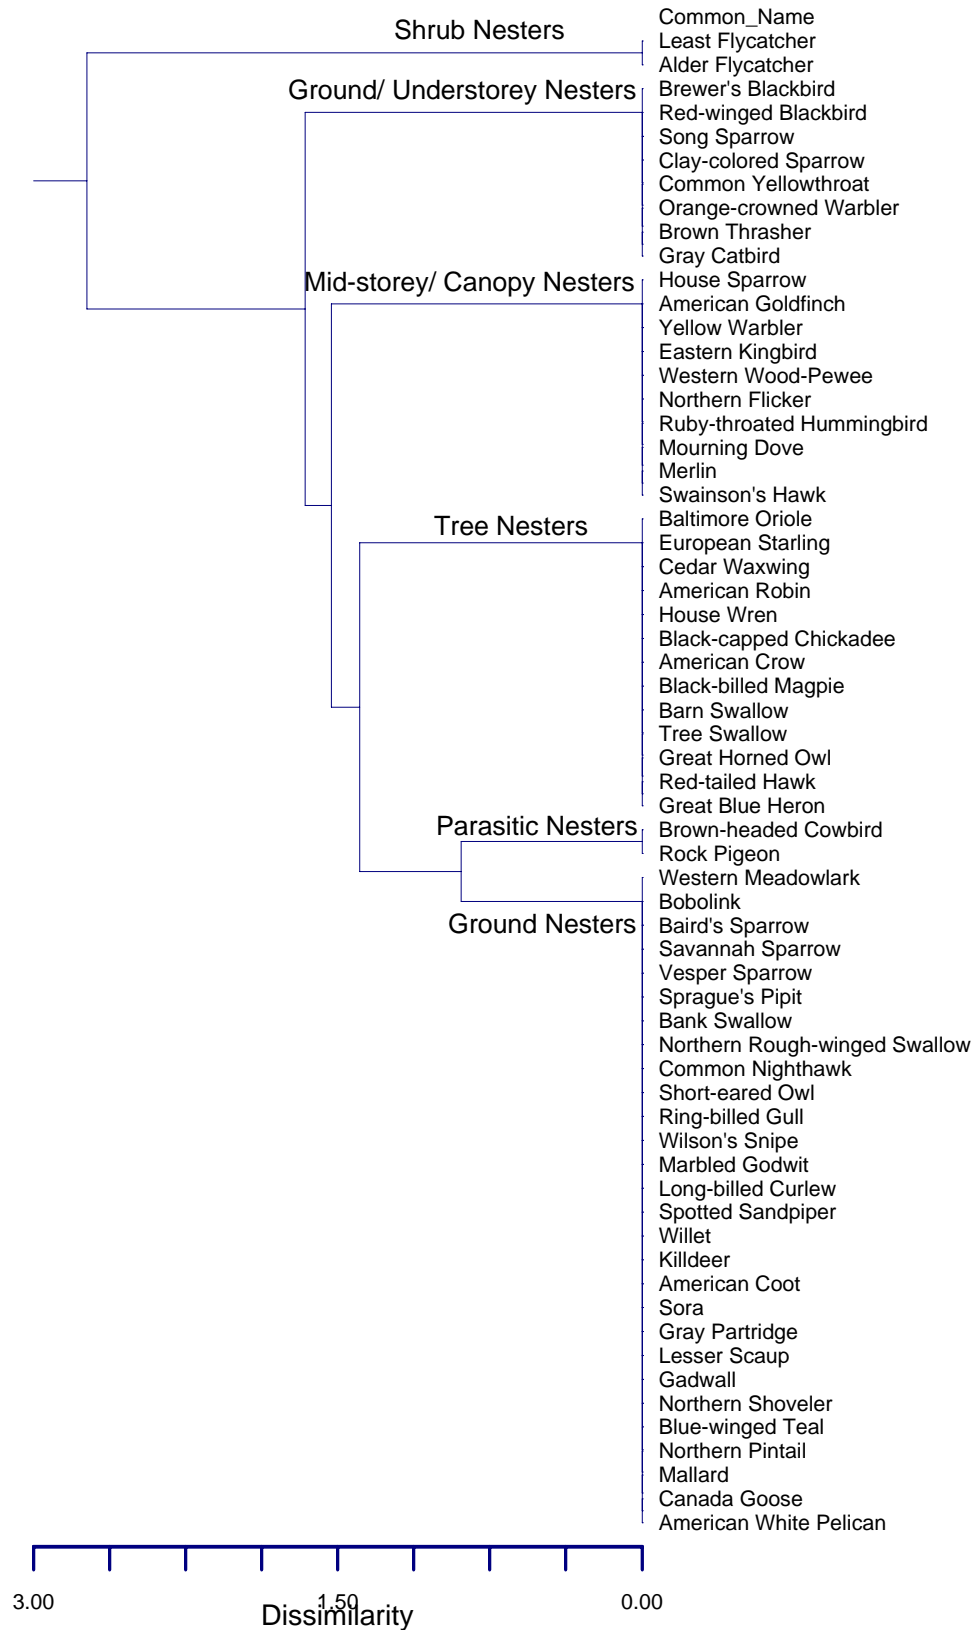 Common_Name
Shrub Nesters
Least Flycatcher
Alder Flycatcher
Ground/ Understorey Nesters
Brewer's Blackbird
Red-winged Blackbird
Song Sparrow
Clay-colored Sparrow
Common Yellowthroat
Orange-crowned Warbler
Brown Thrasher
Gray Catbird
Mid-storey/ Canopy Nesters
House Sparrow
American Goldfinch
Yellow Warbler
Eastern Kingbird
Western Wood-Pewee
Northern Flicker
Ruby-throated Hummingbird
Mourning Dove
Merlin
Swainson's Hawk
Baltimore Oriole
Tree Nesters
European Starling
Cedar Waxwing
American Robin
House Wren
Black-capped Chickadee
American Crow
Black-billed Magpie
Barn Swallow
Tree Swallow
Great Horned Owl
Red-tailed Hawk
Great Blue Heron
Parasitic Nesters
Brown-headed Cowbird
Rock Pigeon
Western Meadowlark
Bobolink
Ground Nesters
Baird's Sparrow
Savannah Sparrow
Vesper Sparrow
Sprague's Pipit
Bank Swallow
Northern Rough-winged Swallow
Common Nighthawk
Short-eared Owl
Ring-billed Gull
Wilson's Snipe
Marbled Godwit
Long-billed Curlew
Spotted Sandpiper
Willet
Killdeer
American Coot
Sora
Gray Partridge
Lesser Scaup
Gadwall
Northern Shoveler
Blue-winged Teal
Northern Pintail
Mallard
Canada Goose
American White Pelican
3.00 1.50 0.00
Dissimilarity